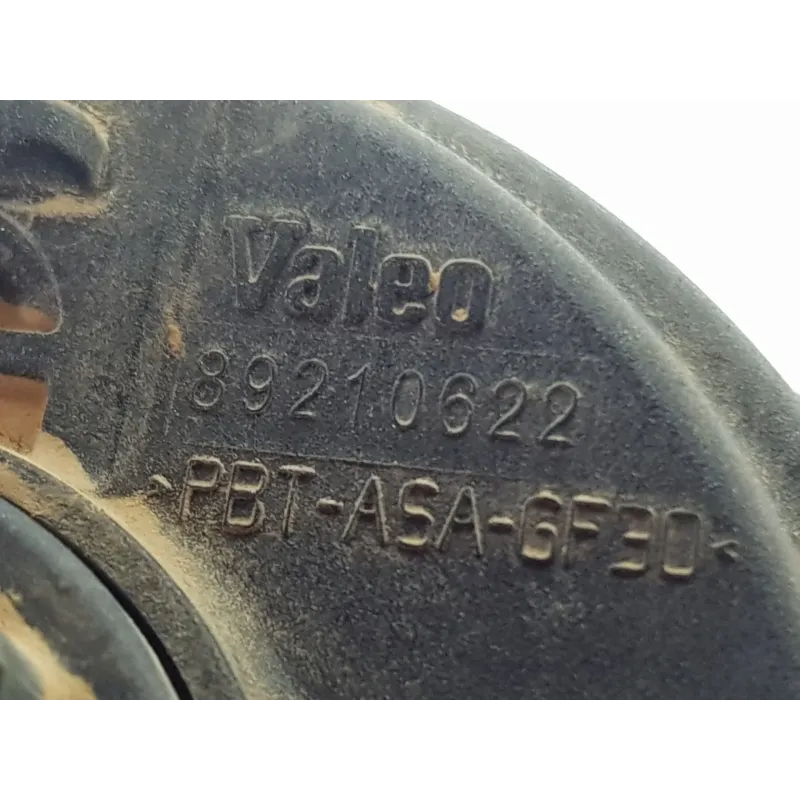 Valeo
89210622
>PBT-ASA-GF30<